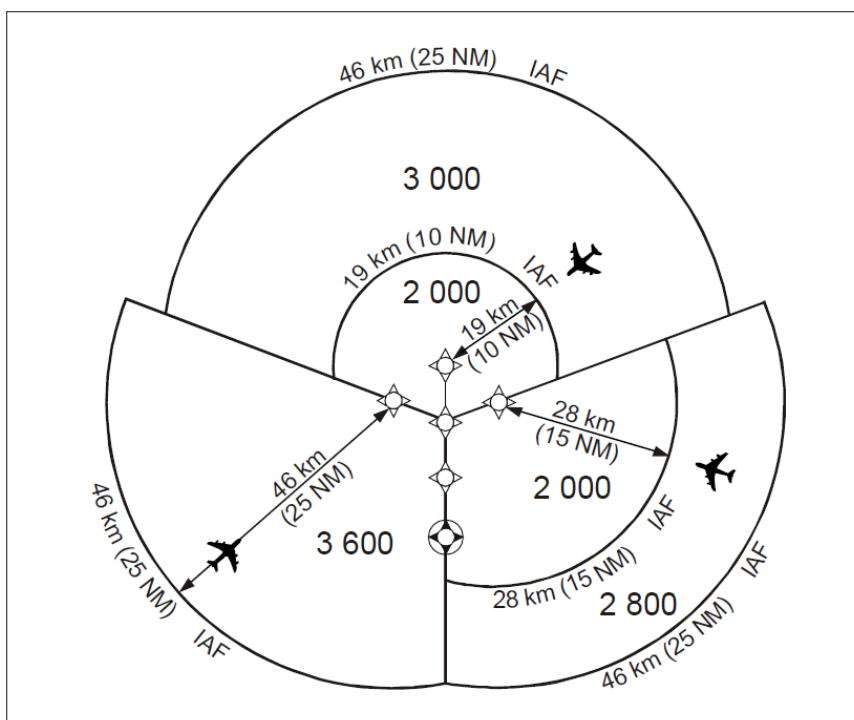 46 km (25 NM) IAF
3 000
19 km (10 NM) IAF
2 000
19 km
(10 NM)
28 km
(15 NM)
46 km
(25 NM)
2 000
3 600
IAF
28 km (15 NM)
2 800
IAF
46 km (25 NM)
46 km (25 NM)
IAF